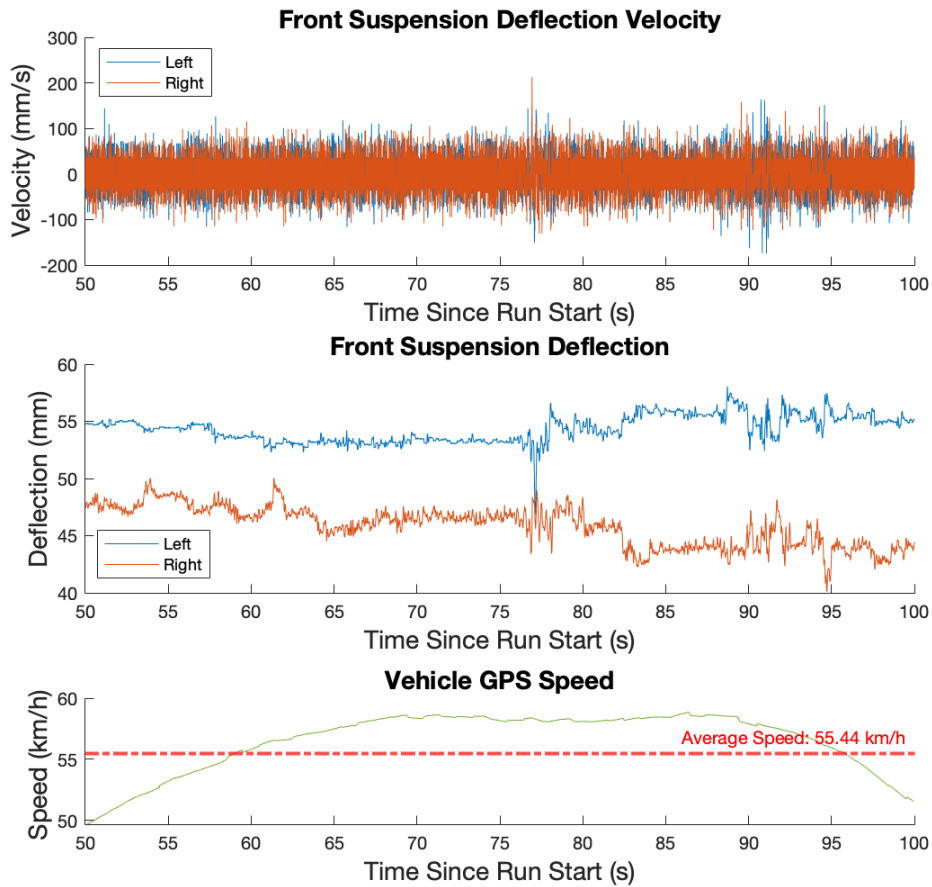 Front Suspension Deflection Velocity
300
200
100
0
-100
-200
Velocity (mm/s)
Left
Right
50 55 60 65 70 75 80 85 90 95 100
Time Since Run Start (s)
Front Suspension Deflection
60
55
50
45
40
Deflection (mm)
Left
Right
50 55 60 65 70 75 80 85 90 95 100
Time Since Run Start (s)
Vehicle GPS Speed
60
55
50
Speed (km/h)
Average Speed: 55.44 km/h
50 55 60 65 70 75 80 85 90 95 100
Time Since Run Start (s)